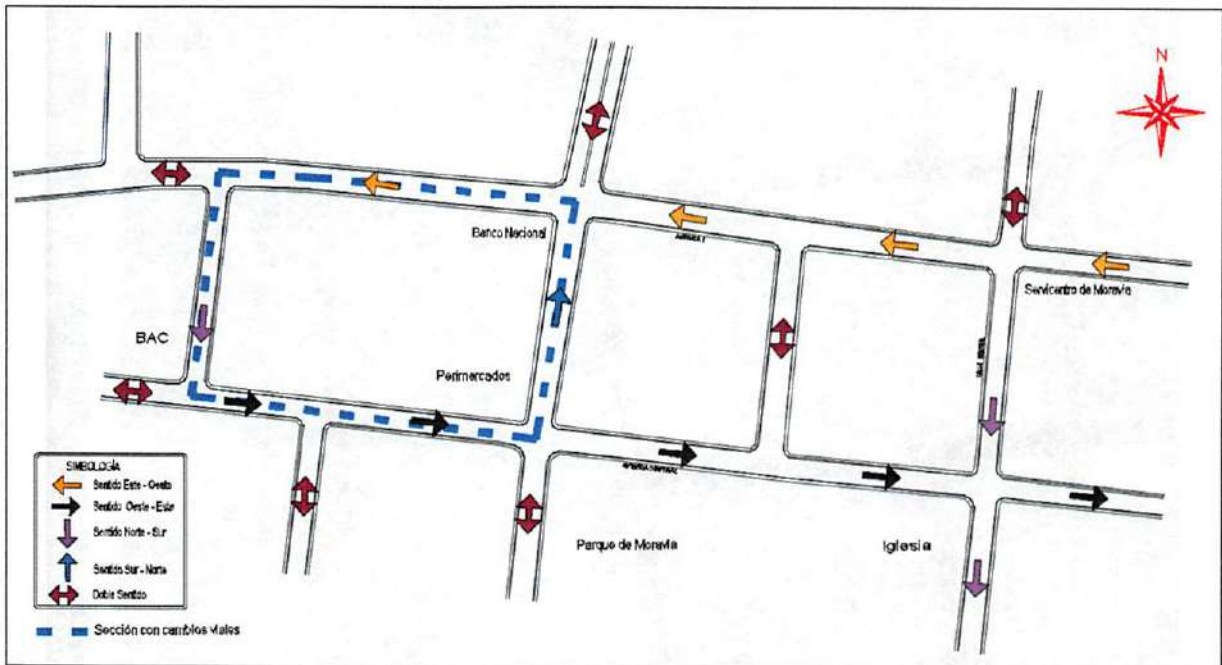 N
Banco Nacional
Servicentro de Moravia
BAC
Perimercados
Parque de Moravia
Iglesia
SIMBOLOGÍA
Sentido Este - Oeste
Sentido Oeste - Este
Sentido Norte - Sur
Sentido Sur - Norte
Doble Sentido
Sección con cambios viales